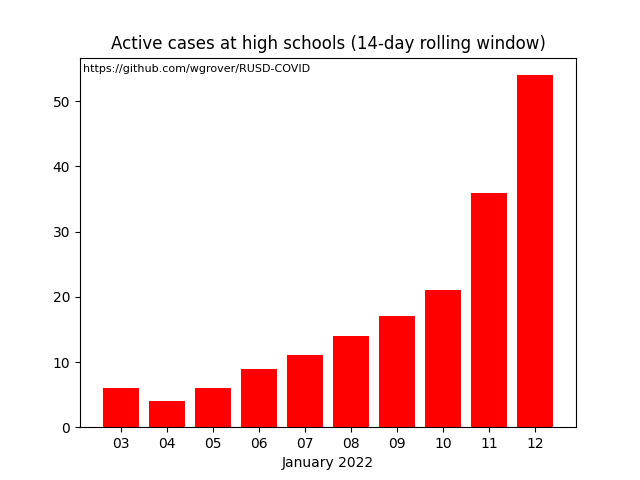 Active cases at high schools (14-day rolling window)
https://github.com/wgrover/RUSD-COVID
50
40
30
20
10
0
03 04 05 06 07 08 09 10 11 12
January 2022